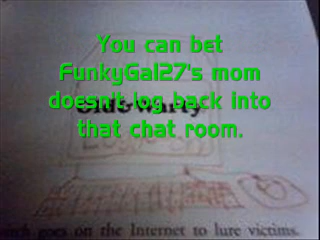 You can bet
FunkyGal27's mom
doesn't log back into
that chat room.
goes on the Internet to lure victims.